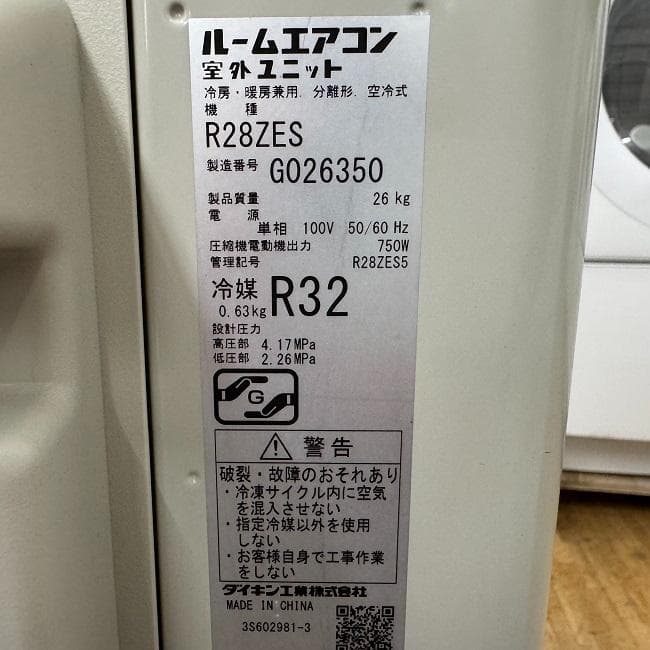 ルームエアコン
室外ユニット
冷房・暖房兼用．分離形．空冷式
機　種
R28ZES
製造番号 G026350
製品質量 26 kg
電　源
単相 100V 50/60 Hz
圧縮機電動機出力 750W
管理記号 R28ZES5
冷媒 R32
0.63kg
設計圧力
高圧部 4.17MPa
低圧部 2.26MPa
G
警告
破裂・故障のおそれあり
・冷凍サイクル内に空気
を混入させない
・指定冷媒以外を使用
しない
・お客様自身で工事作業
をしない
ダイキン工業株式会社
MADE IN CHINA
3S602981-3